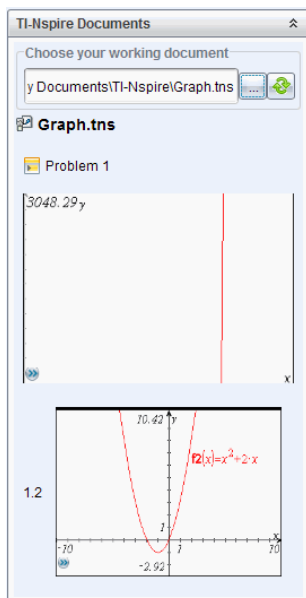 TI-Nspire Documents
Choose your working document
y Documents\TI-Nspire\Graph.tns
...
Graph.tns
Problem 1
3048.29 y
x
1.2
10.42 y
f2(x)=x²+2·x
1
x
-10
1
10
-2.92